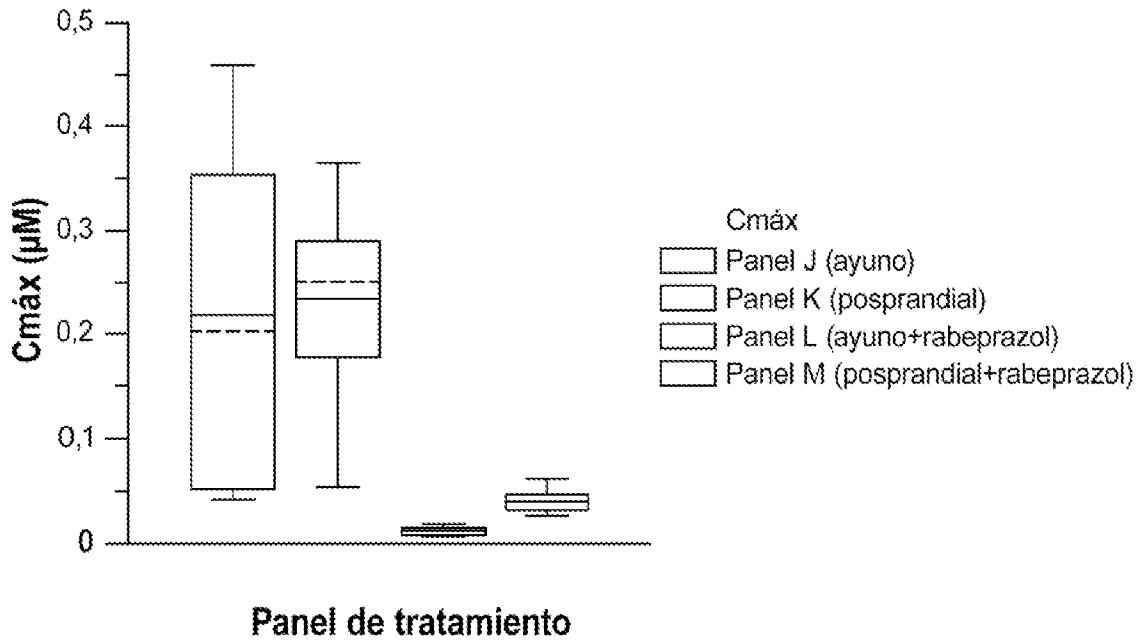 0,5
0,4
0,3
0,2
0,1
0
Cmáx (µM)
Panel de tratamiento
Cmáx
Panel J (ayuno)
Panel K (posprandial)
Panel L (ayuno+rabeprazol)
Panel M (posprandial+rabeprazol)